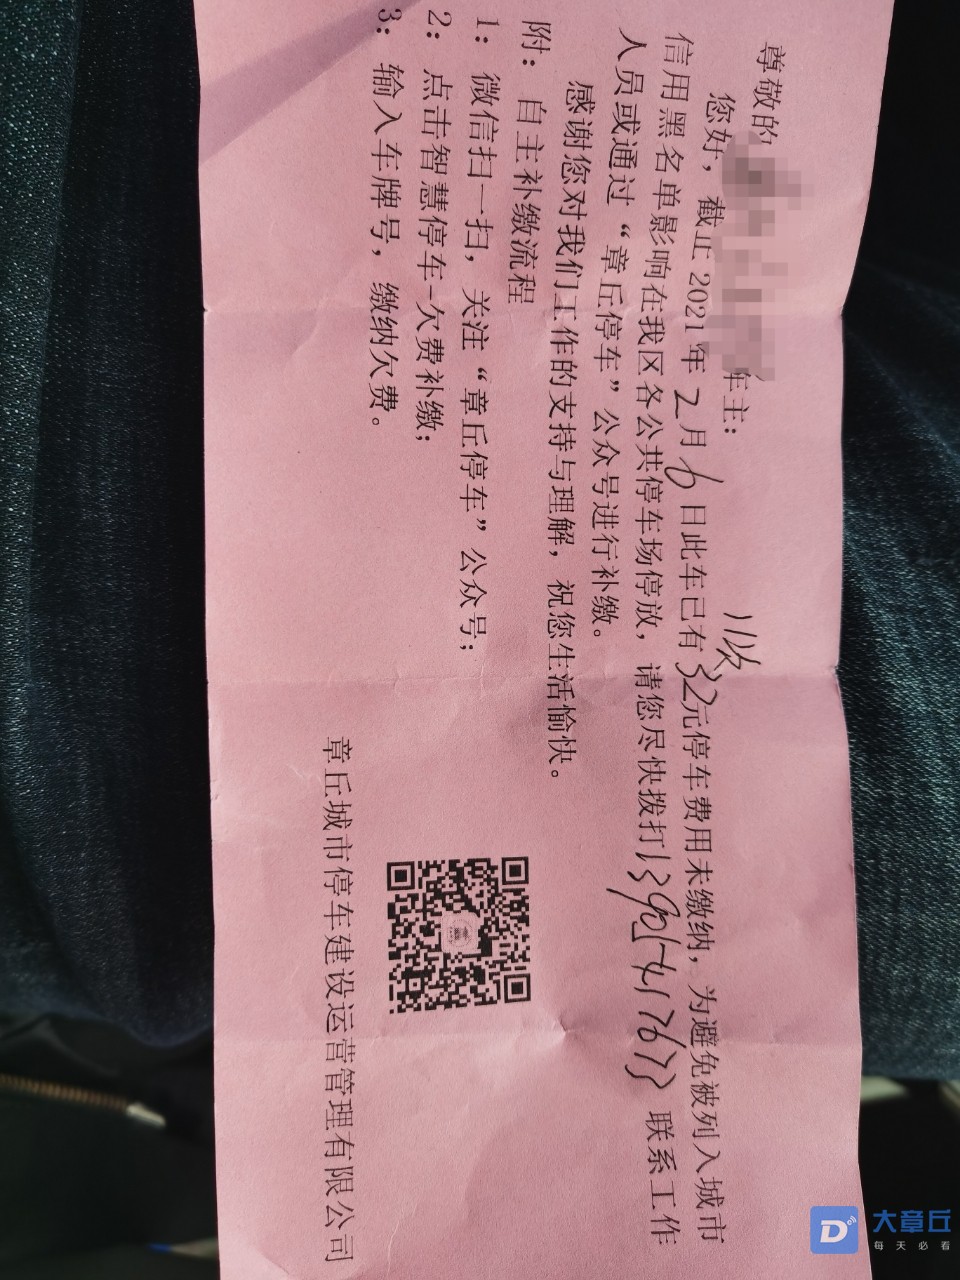 尊敬的 车主：
您好，截止2021年2月6日此车已有32元停车费用未缴纳，为避免被列入城市
信用黑名单影响在我区各公共停车场停放，请您尽快拨打 联系工作
人员或通过“章丘停车”公众号进行补缴。
感谢您对我们工作的支持与理解，祝您生活愉快。
附：自主补缴流程
1：微信扫一扫，关注“章丘停车”公众号；
2：点击智慧停车-欠费补缴；
3：输入车牌号，缴纳欠费。
章丘城市停车建设运营管理有限公司
大章丘
每天必看